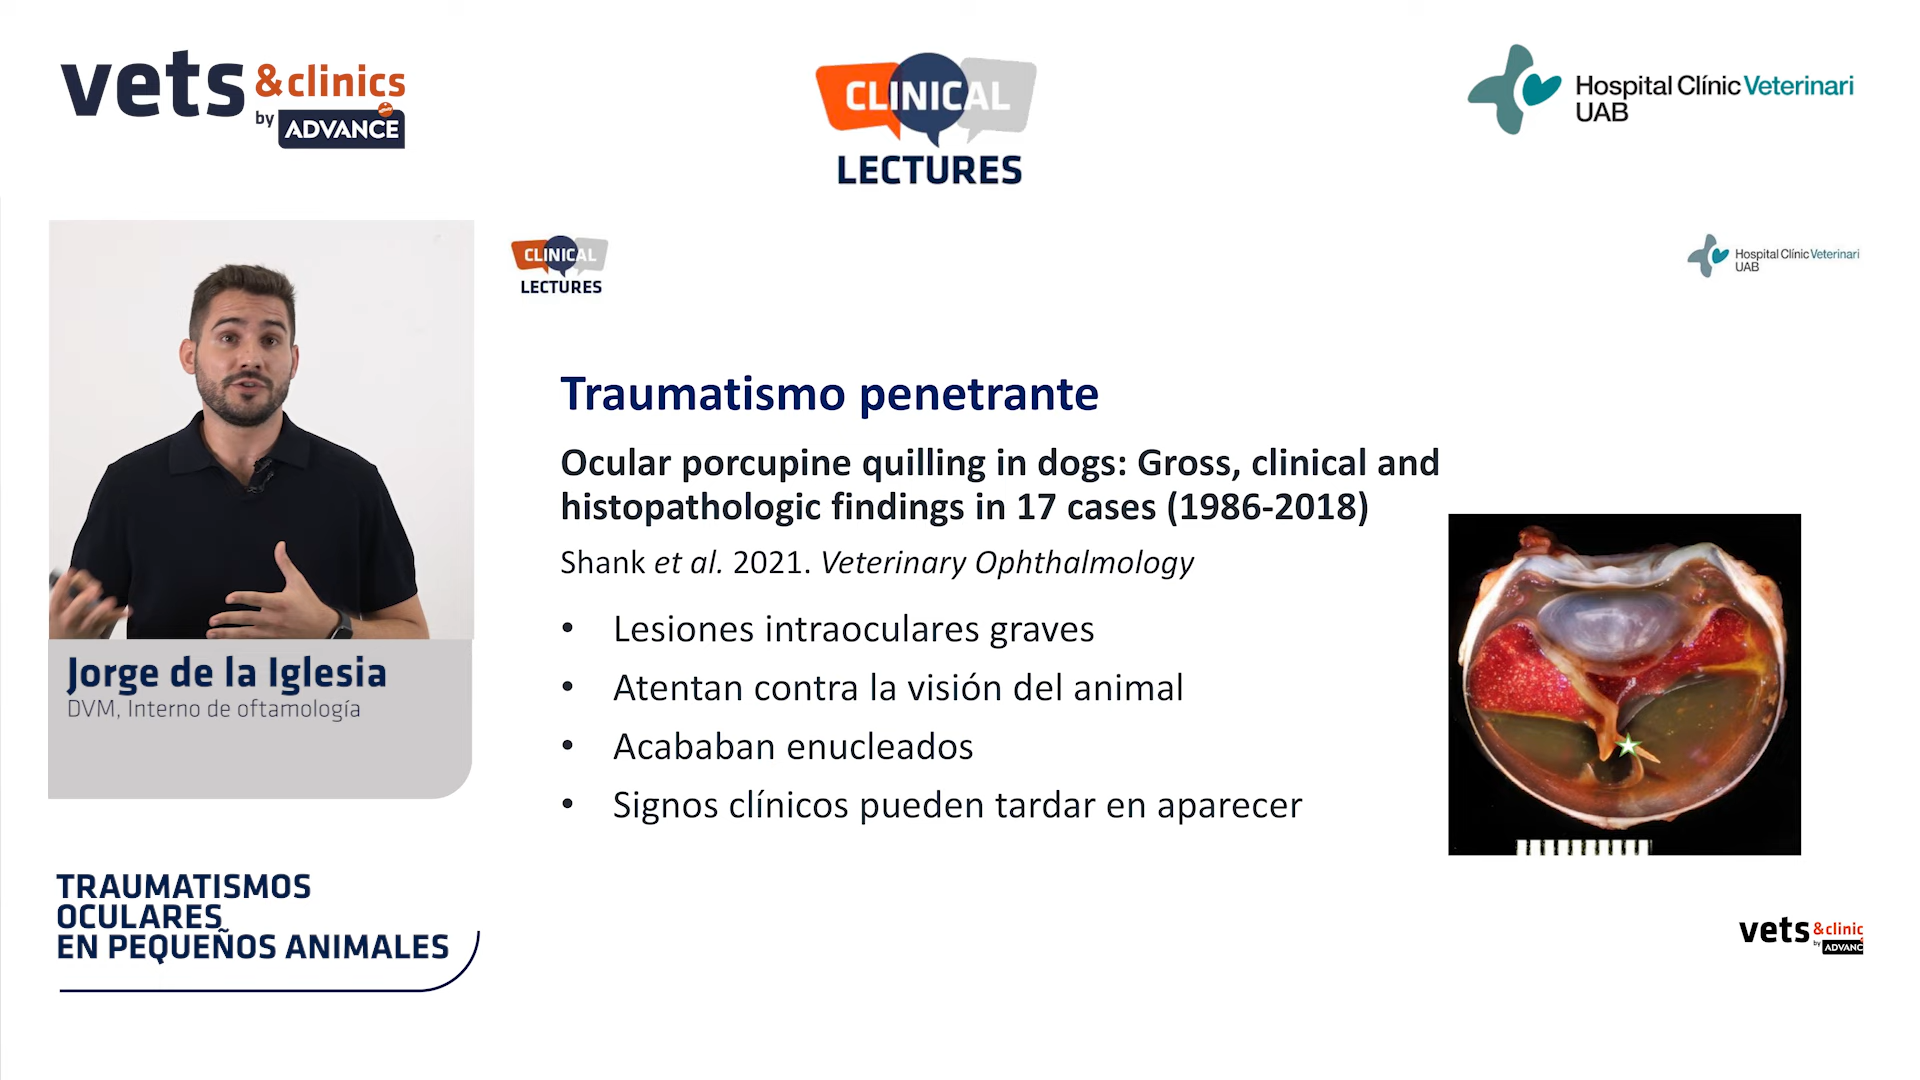 vets &clinics
by ADVANCE
CLINICAL
LECTURES
Hospital Clínic Veterinari
UAB
CLINICAL
LECTURES
Hospital Clínic Veterinari
UAB
Traumatismo penetrante
Ocular porcupine quilling in dogs: Gross, clinical and
histopathologic findings in 17 cases (1986-2018)
Shank et al. 2021. Veterinary Ophthalmology
• Lesiones intraoculares graves
• Atentan contra la visión del animal
• Acababan enucleados
• Signos clínicos pueden tardar en aparecer
Jorge de la Iglesia
DVM, Interno de oftamología
TRAUMATISMOS
OCULARES
EN PEQUEÑOS ANIMALES
vets &clinic
by ADVANC